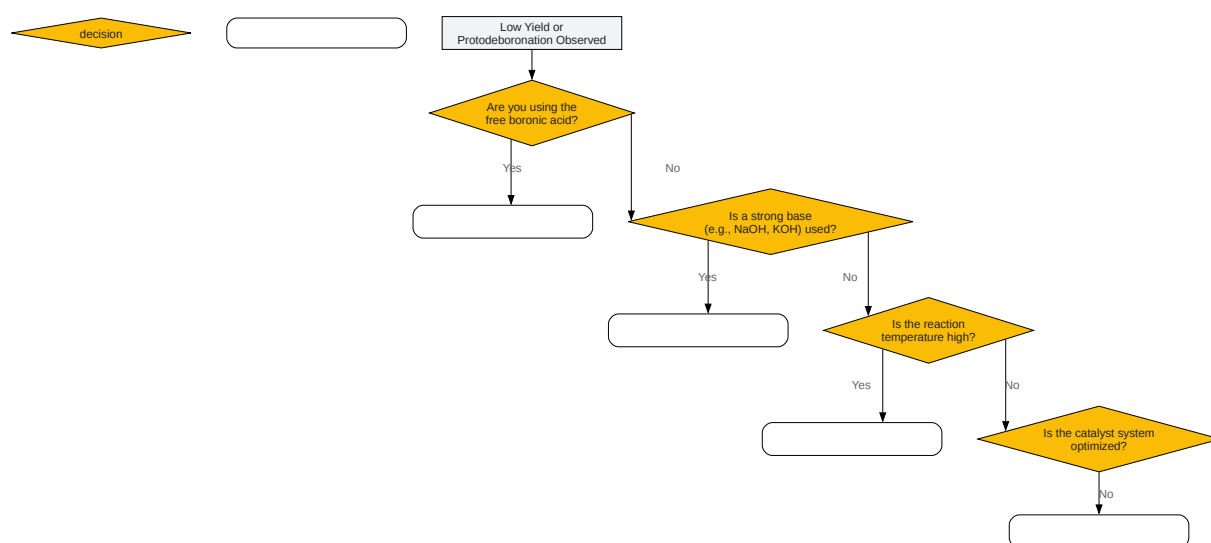 decision
Low Yield or
Protodeboronation Observed
Are you using the
free boronic acid?
Yes
No
Is a strong base
(e.g., NaOH, KOH) used?
Yes
No
Is the reaction
temperature high?
Yes
No
Is the catalyst system
optimized?
No